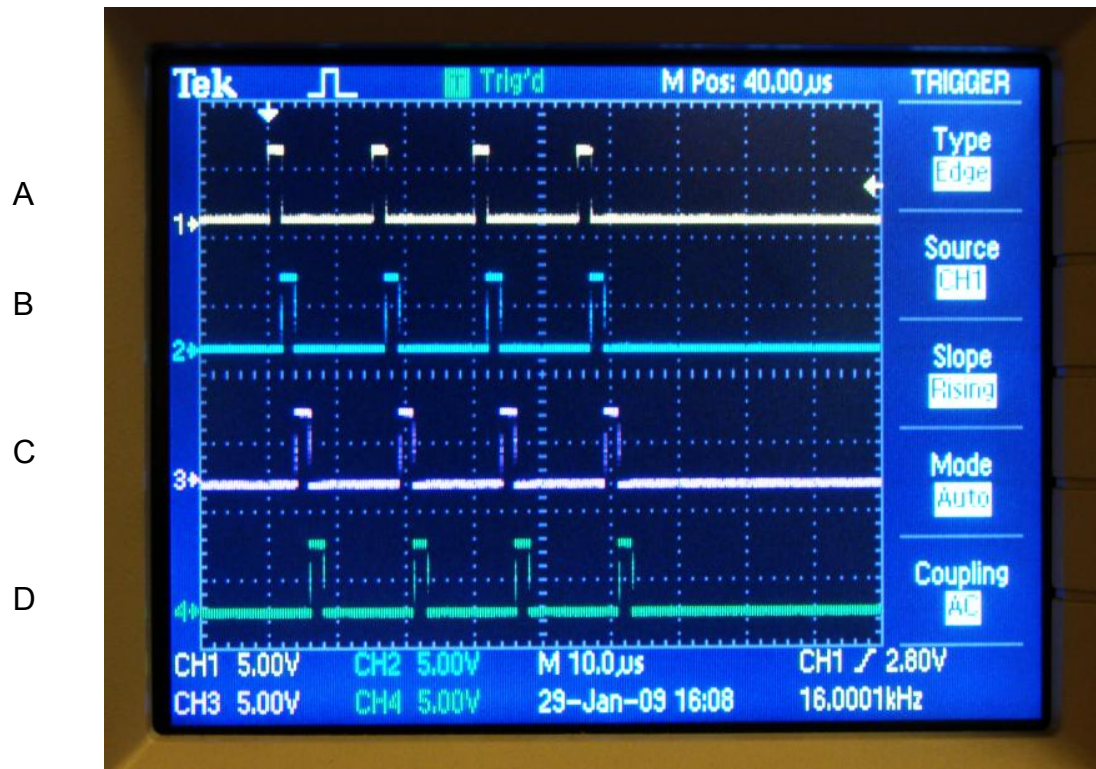 Tek T Trig'd M Pos: 40.00µs TRIGGER
Type
Edge
A
1
Source
CH1
B
2
Slope
Rising
C
3
Mode
Auto
D
4
Coupling
AC
CH1 5.00V CH2 5.00V M 10.0µs CH1 2.80V
CH3 5.00V CH4 5.00V 29-Jan-09 16:08 16.0001kHz